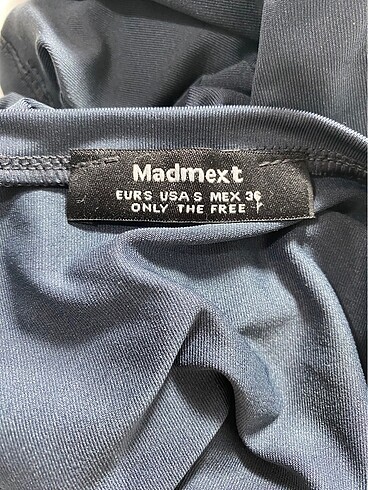 Madmext
EUR S USA S MEX 36
ONLY THE FREE